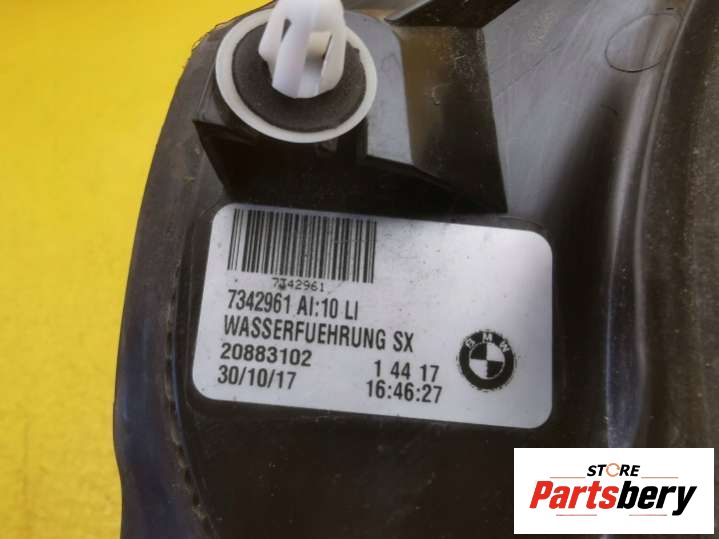 7342961
7342961 AI:10 LI
WASSERFUEHRUNG SX
20883102 1 44 17
30/10/17 16:46:27
BMW
STORE
Partsbery